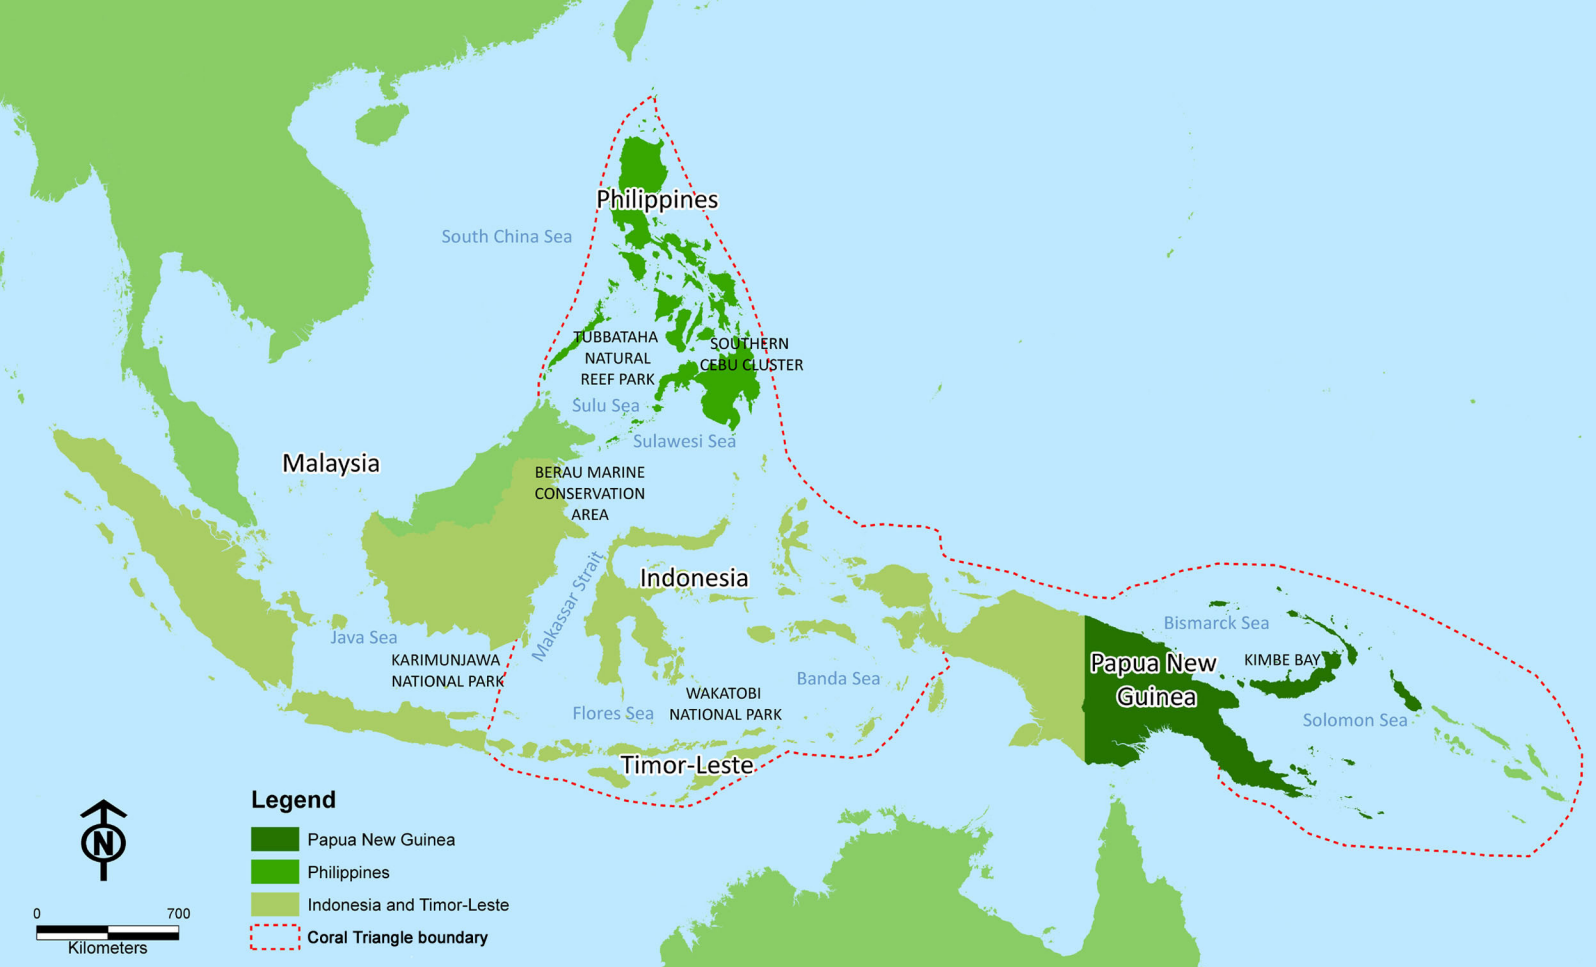 Philippines
South China Sea
TUBBATAHA
NATURAL
REEF PARK
SOUTHERN
CEBU CLUSTER
Sulu Sea
Sulawesi Sea
Malaysia
BERAU MARINE
CONSERVATION
AREA
Makassar Strait
Indonesia
Java Sea
KARIMUNJAWA
NATIONAL PARK
Banda Sea
WAKATOBI
NATIONAL PARK
Flores Sea
Timor-Leste
Bismarck Sea
Papua New
Guinea
KIMBE BAY
Solomon Sea
N
0 700
Kilometers
Legend
Papua New Guinea
Philippines
Indonesia and Timor-Leste
Coral Triangle boundary